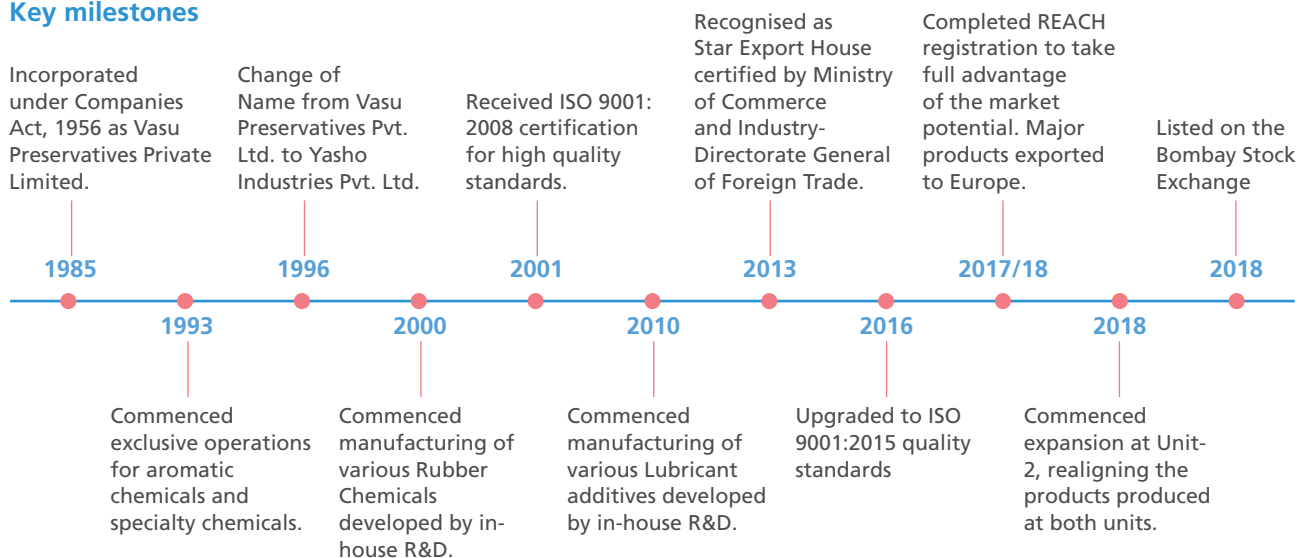 Key milestones
Incorporated
under Companies
Act, 1956 as Vasu
Preservatives Private
Limited.
1985
Commenced
exclusive operations
for aromatic
chemicals and
specialty chemicals.
1993
Change of
Name from Vasu
Preservatives Pvt.
Ltd. to Yasho
Industries Pvt. Ltd.
1996
Commenced
manufacturing of
various Rubber
Chemicals
developed by in-
house R&D.
2000
Received ISO 9001:
2008 certification
for high quality
standards.
2001
Commenced
manufacturing of
various Lubricant
additives developed
by in-house R&D.
2010
Recognised as
Star Export House
certified by Ministry
of Commerce
and Industry-
Directorate General
of Foreign Trade.
2013
Upgraded to ISO
9001:2015 quality
standards
2016
Completed REACH
registration to take
full advantage
of the market
potential. Major
products exported
to Europe.
2017/18
Commenced
expansion at Unit-
2, realigning the
products produced
at both units.
2018
Listed on the
Bombay Stock
Exchange
2018